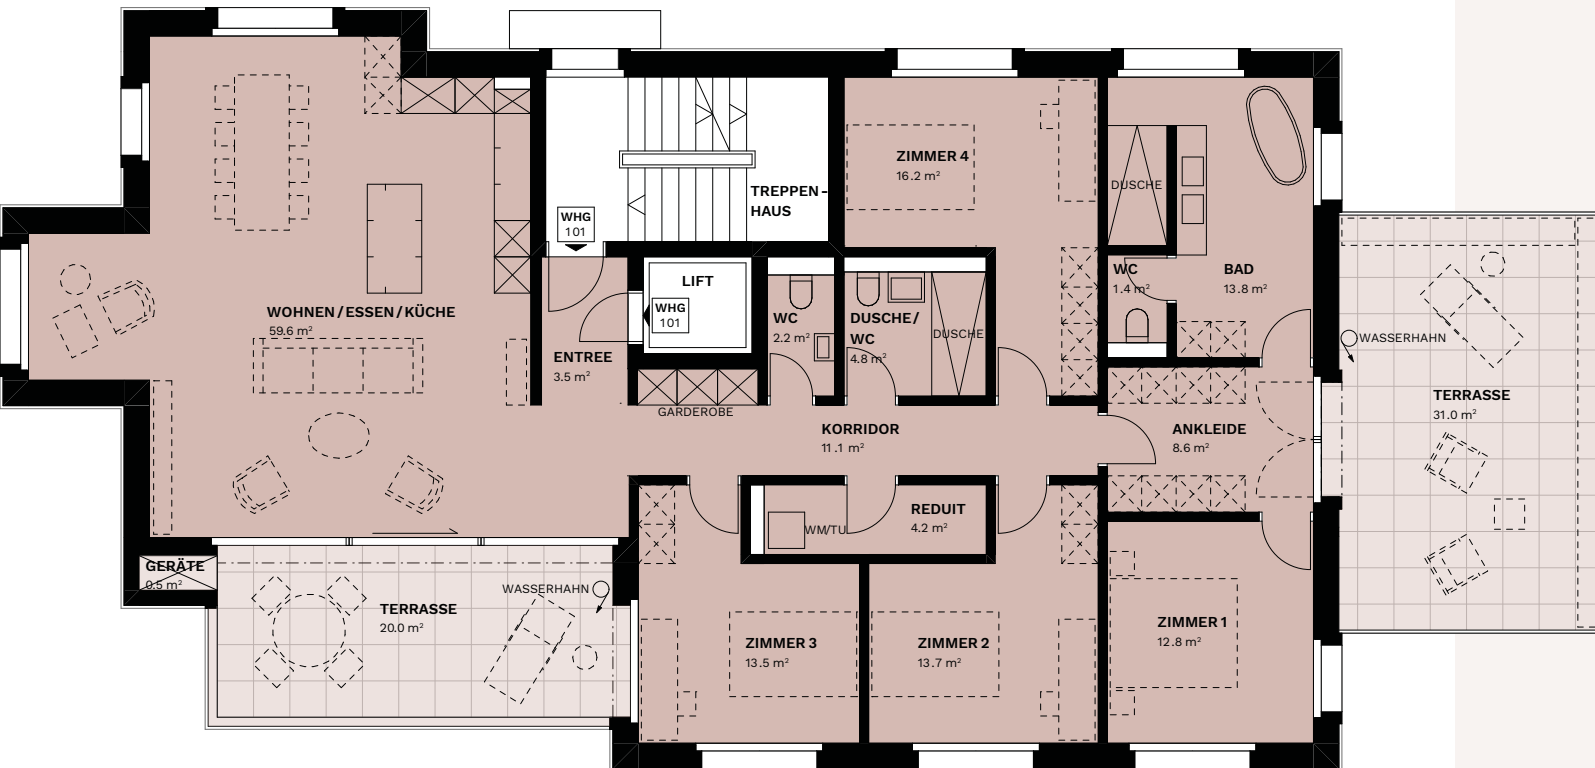 TREPPEN-
HAUS
WHG
101
ZIMMER 4
16.2 m²
DUSCHE
WC
1.4 m²
BAD
13.8 m²
LIFT
WHG
101
WOHNEN / ESSEN / KÜCHE
59.6 m²
ENTREE
3.5 m²
WC
2.2 m²
DUSCHE /
WC
4.8 m²
DUSCHE
WASSERHAHN
TERRASSE
31.0 m²
GARDEROBE
KORRIDOR
11.1 m²
ANKLEIDE
8.6 m²
REDUIT
4.2 m²
WM/TU
GERÄTE
0.5 m²
WASSERHAHN
TERRASSE
20.0 m²
ZIMMER 3
13.5 m²
ZIMMER 2
13.7 m²
ZIMMER 1
12.8 m²